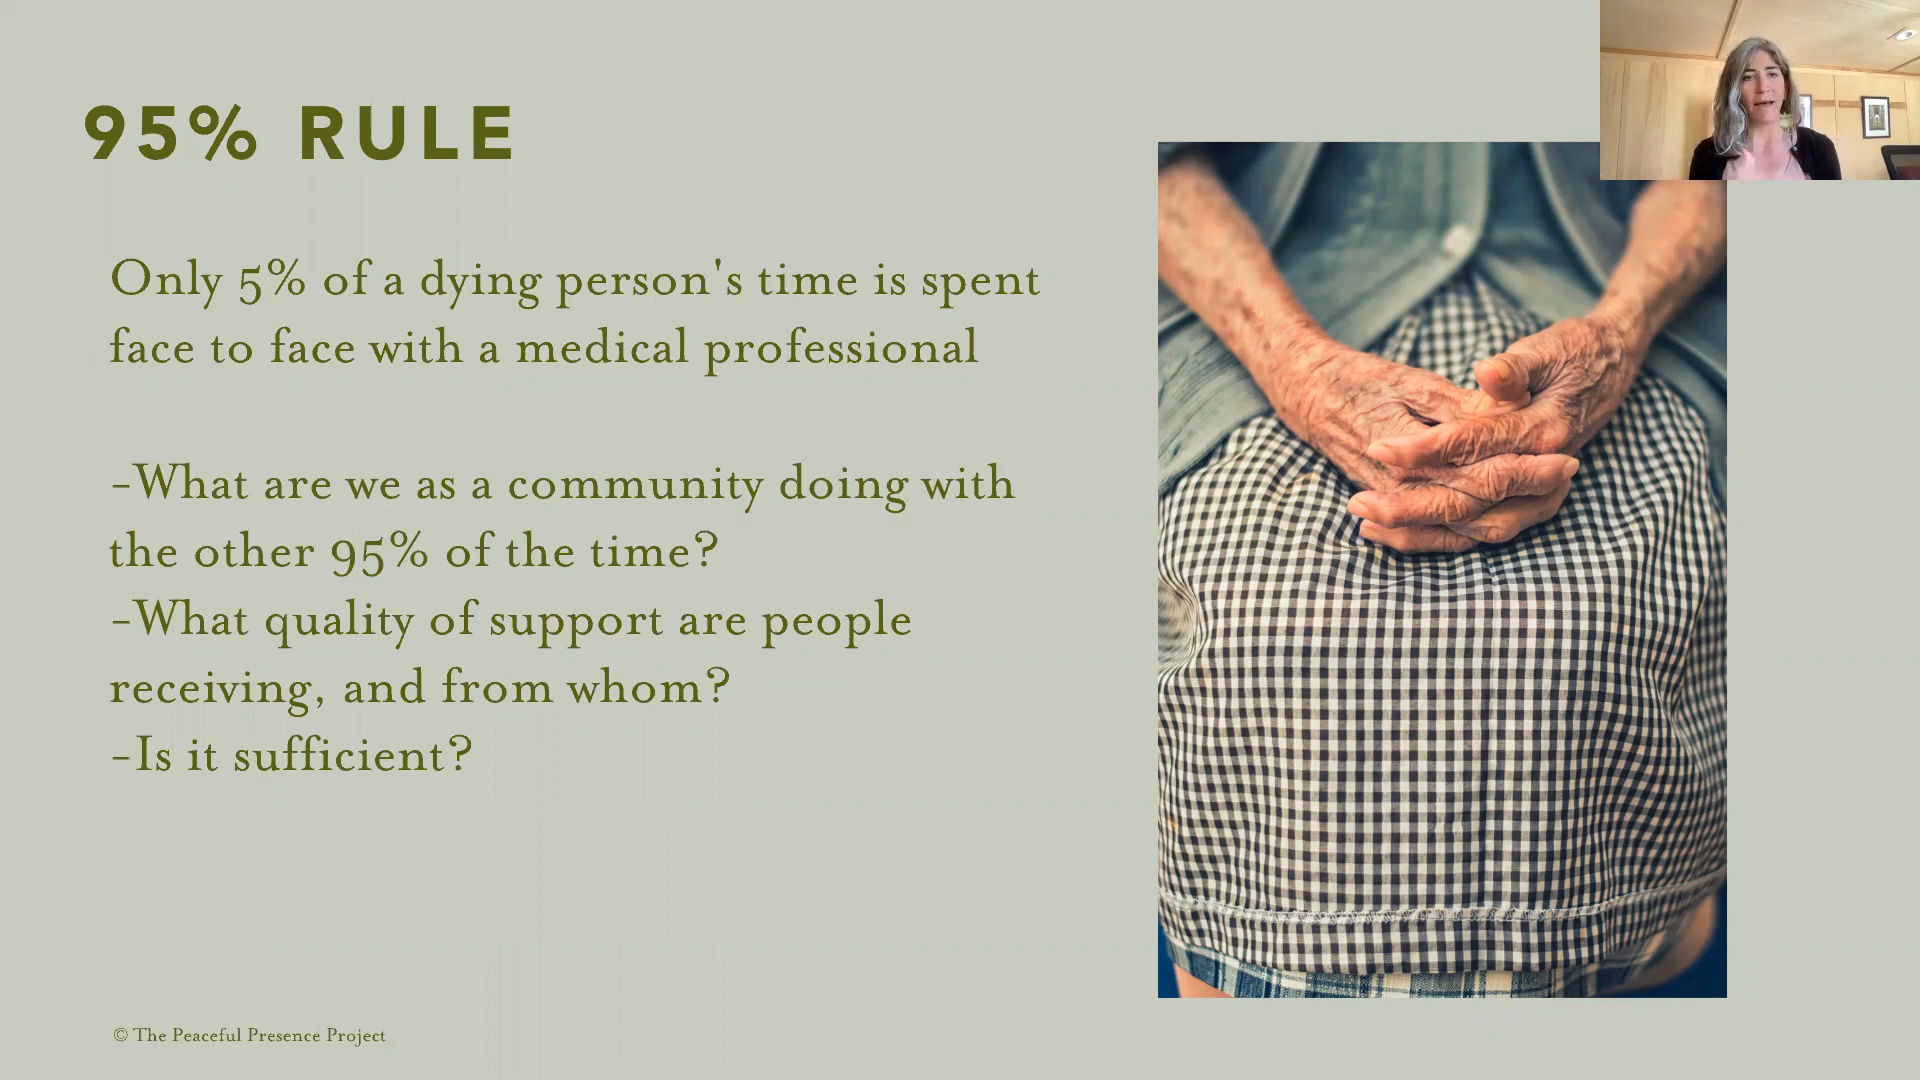 95% RULE
Only 5% of a dying person's time is spent
face to face with a medical professional
-What are we as a community doing with
the other 95% of the time?
-What quality of support are people
receiving, and from whom?
-Is it sufficient?
© The Peaceful Presence Project